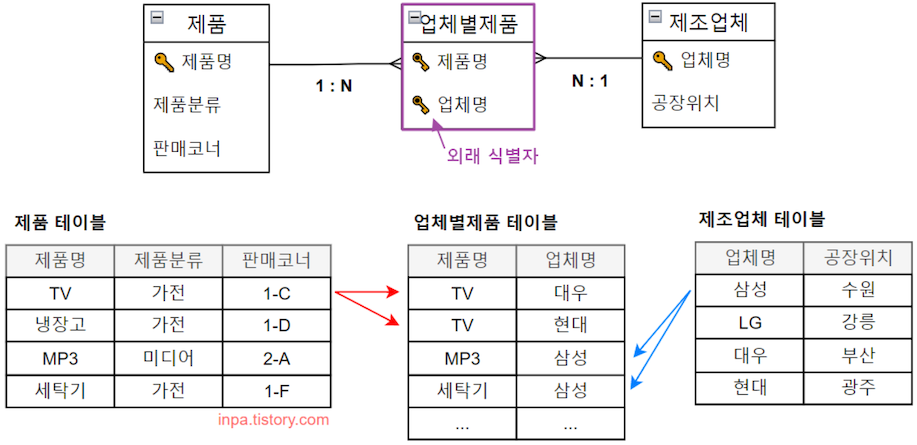 제품
제품명
제품분류
판매코너
1 : N
업체별제품
제품명
업체명
외래 식별자
N : 1
제조업체
업체명
공장위치
제품 테이블
제품명 제품분류 판매코너
TV 가전 1-C
냉장고 가전 1-D
MP3 미디어 2-A
세탁기 가전 1-F
inpa.tistory.com
업체별제품 테이블
제품명 업체명
TV 대우
TV 현대
MP3 삼성
세탁기 삼성
... ...
제조업체 테이블
업체명 공장위치
삼성 수원
LG 강릉
대우 부산
현대 광주